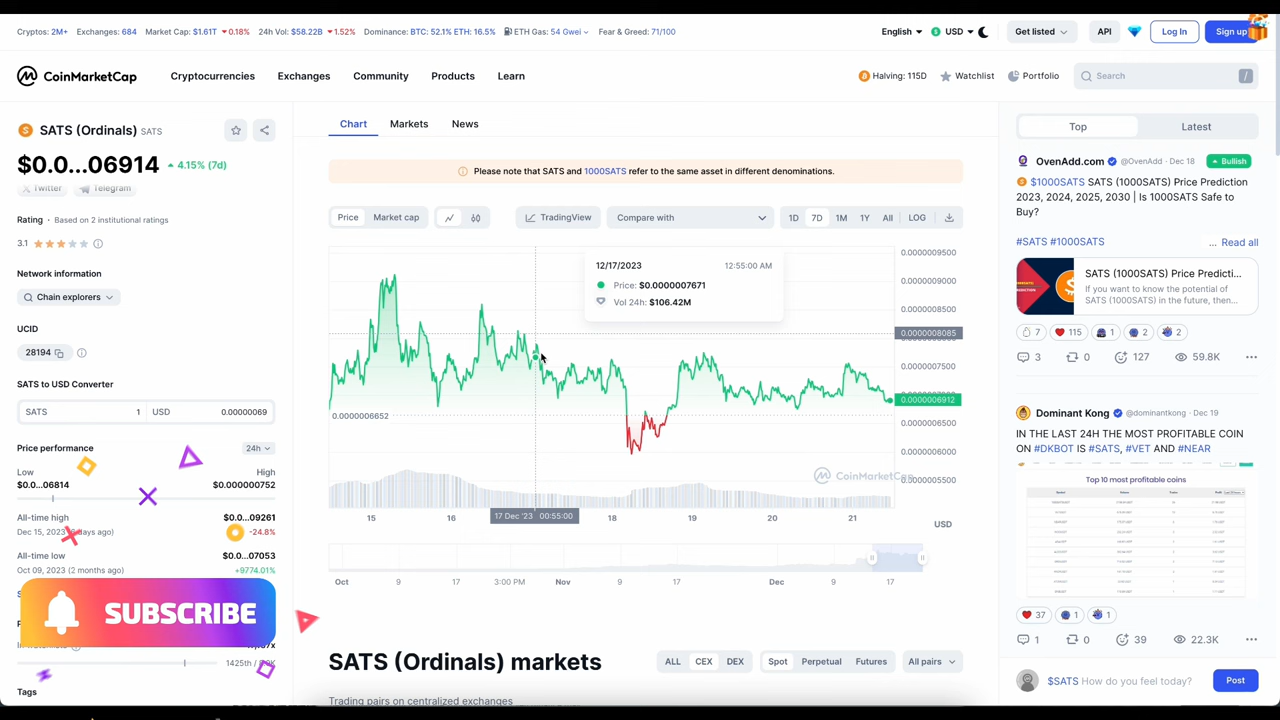 Cryptos: 2M+ Exchanges: 684 Market Cap: $1.61T 0.18% 24h Vol: $58.22B 1.52% Dominance: BTC: 52.1% ETH: 16.5% ETH Gas: 54 Gwei Fear & Greed: 71/100
English USD Get listed API Log In Sign up
CoinMarketCap Cryptocurrencies Exchanges Community Products Learn
Halving: 115D Watchlist Portfolio Search /
SATS (Ordinals) SATS
$0.0...06914 4.15% (7d)
Twitter Telegram
Rating · Based on 2 institutional ratings
3.1
Network information
Chain explorers
UCID
28194
SATS to USD Converter
SATS 1 USD 0.00000069
Price performance 24h
Low High
$0.0...06814 $0.000000752
All-time high $0.0...09261
Dec 15, 2023 days ago) -24.8%
All-time low $0.0...07053
Oct 09, 2023 (2 months ago) +9774.01%
SUBSCRIBE
1425th /
Tags
Chart Markets News
Please note that SATS and 1000SATS refer to the same asset in different denominations.
Price Market cap TradingView Compare with 1D 7D 1M 1Y All LOG
12/17/2023 12:55:00 AM
Price: $0.0000007671
Vol 24h: $106.42M
0.0000009500
0.0000009000
0.0000008500
0.0000008085
0.0000007500
0.0000006912
0.0000006652
0.0000006500
0.0000006000
0.0000005500
CoinMarketCap
15 16 17 Dec '23 00:55:00 18 19 20 21
USD
Oct 9 17 3:00 PM Nov 9 17 Dec 9 17
SATS (Ordinals) markets
ALL CEX DEX Spot Perpetual Futures All pairs
Trading pairs on centralized exchanges
Top Latest
OvenAdd.com @OvenAdd · Dec 18 Bullish
$1000SATS SATS (1000SATS) Price Prediction
2023, 2024, 2025, 2030 | Is 1000SATS Safe to
Buy?
#SATS #1000SATS ... Read all
SATS (1000SATS) Price Predicti...
If you want to know the potential of
SATS (1000SATS) in the future, then...
7 115 1 2 2
3 0 127 59.8K
Dominant Kong @dominantkong · Dec 19
IN THE LAST 24H THE MOST PROFITABLE COIN
ON #DKBOT IS #SATS, #VET AND #NEAR
Top 10 most profitable coins
37 1 1
1 0 39 22.3K
$SATS How do you feel today? Post